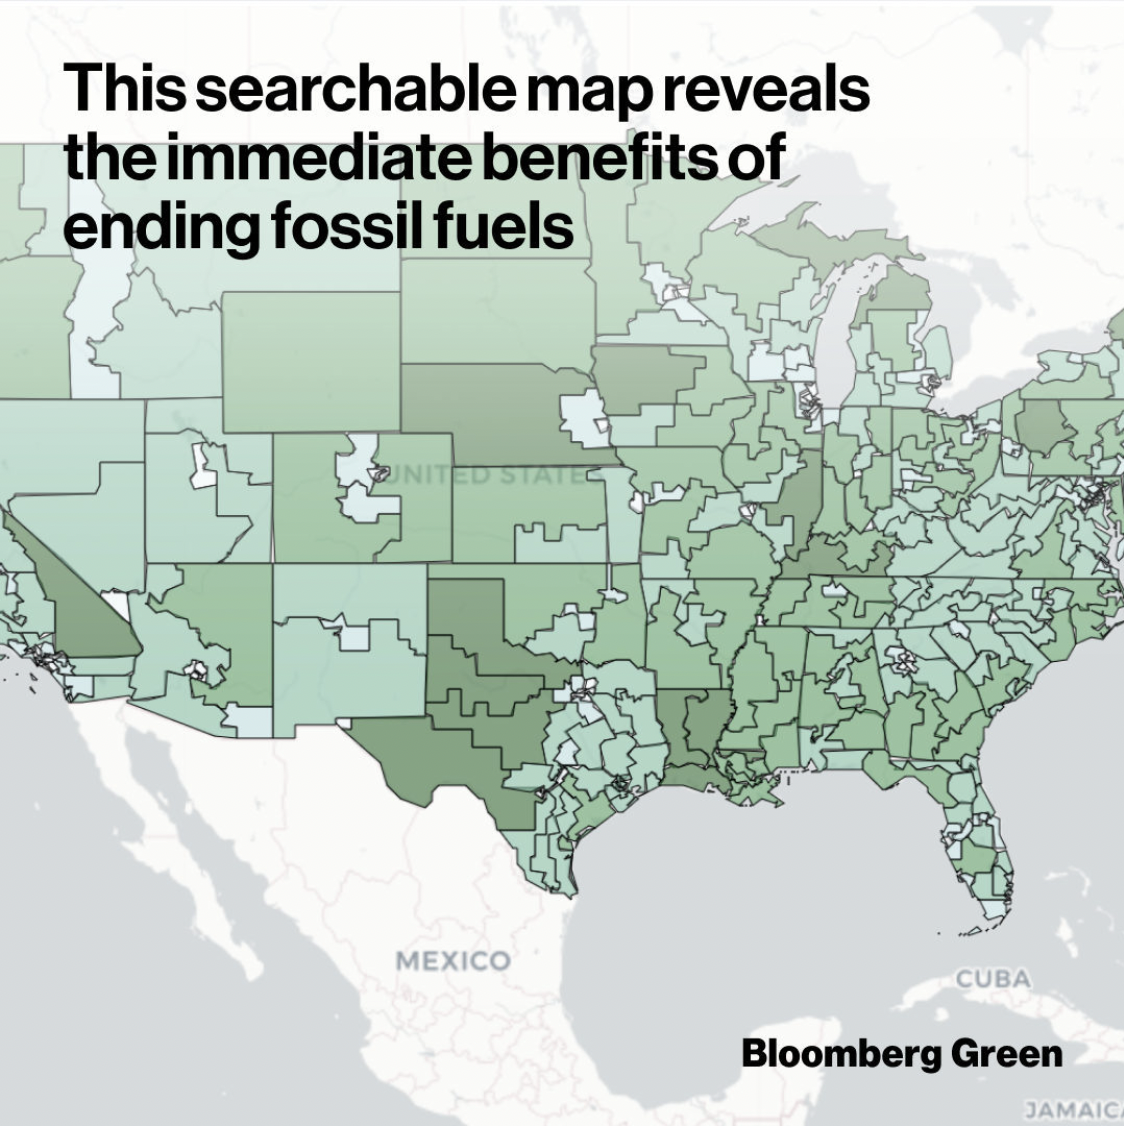 This searchable map reveals
the immediate benefits of
ending fossil fuels
UNITED STATES
MEXICO
CUBA
Bloomberg Green
JAMAICA